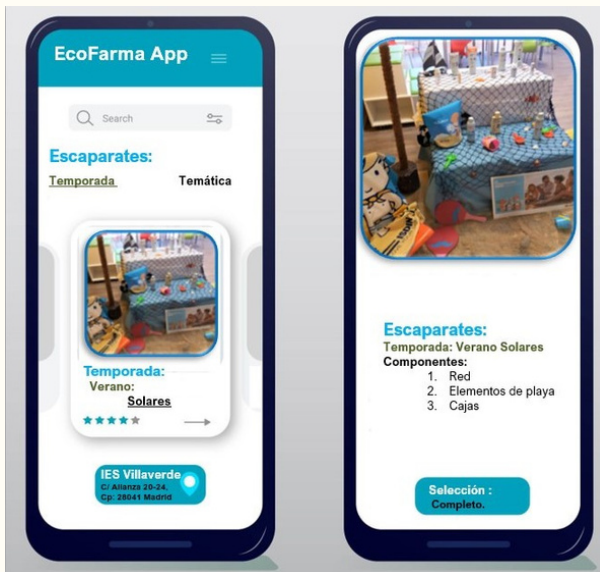 EcoFarma App
Search
Escaparates:
Temporada
Temática
Temporada:
Verano:
Solares
IES Villaverde
C/ Alianza 20-24,
Cp: 28041 Madrid
Escaparates:
Temporada: Verano Solares
Componentes:
1. Red
2. Elementos de playa
3. Cajas
Selección :
Completo.